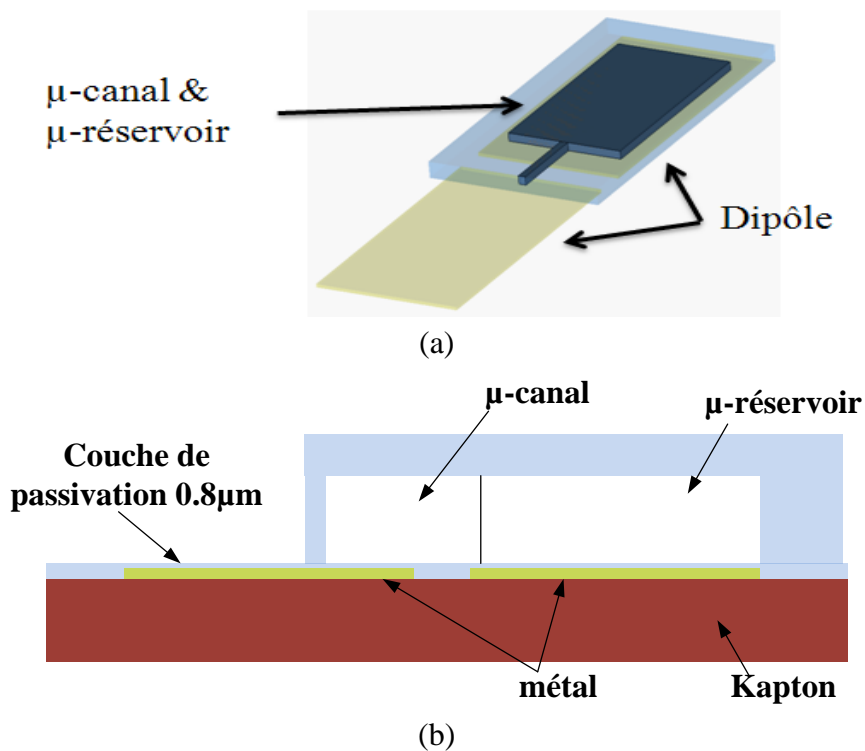 µ-canal &
µ-réservoir
Dipôle
(a)
µ-canal
µ-réservoir
Couche de
passivation 0.8µm
métal
Kapton
(b)